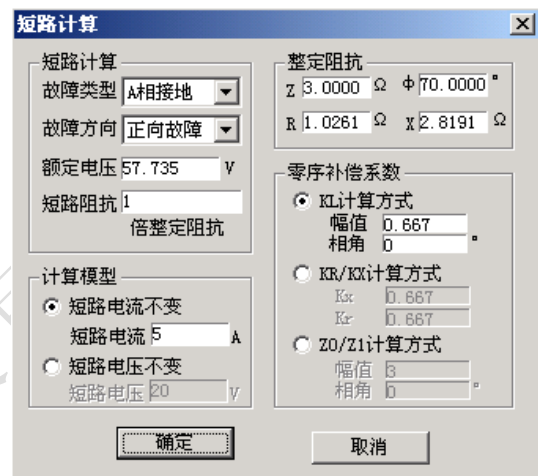 短路计算
短路计算
故障类型 A相接地
故障方向 正向故障
额定电压 57.735 V
短路阻抗 1
倍整定阻抗
计算模型
短路电流不变
短路电流 5 A
短路电压不变
短路电压 20 V
整定阻抗
Z 3.0000 Ω Φ 70.0000 °
R 1.0261 Ω X 2.8191 Ω
零序补偿系数
KL计算方式
幅值 0.667
相角 0 °
KR/KX计算方式
Kx 0.667
Kr 0.667
Z0/Z1计算方式
幅值 3
相角 0 °
确定
取消